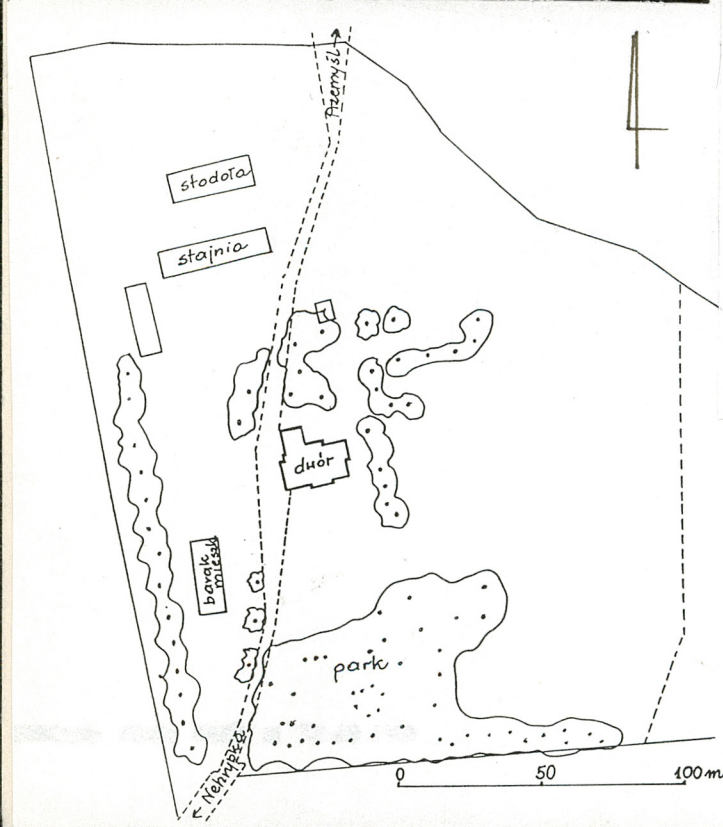 Przemyśl
stodoła
stajnia
dwór
barak
mieszk
park
Nehrybka
0 50 100 m